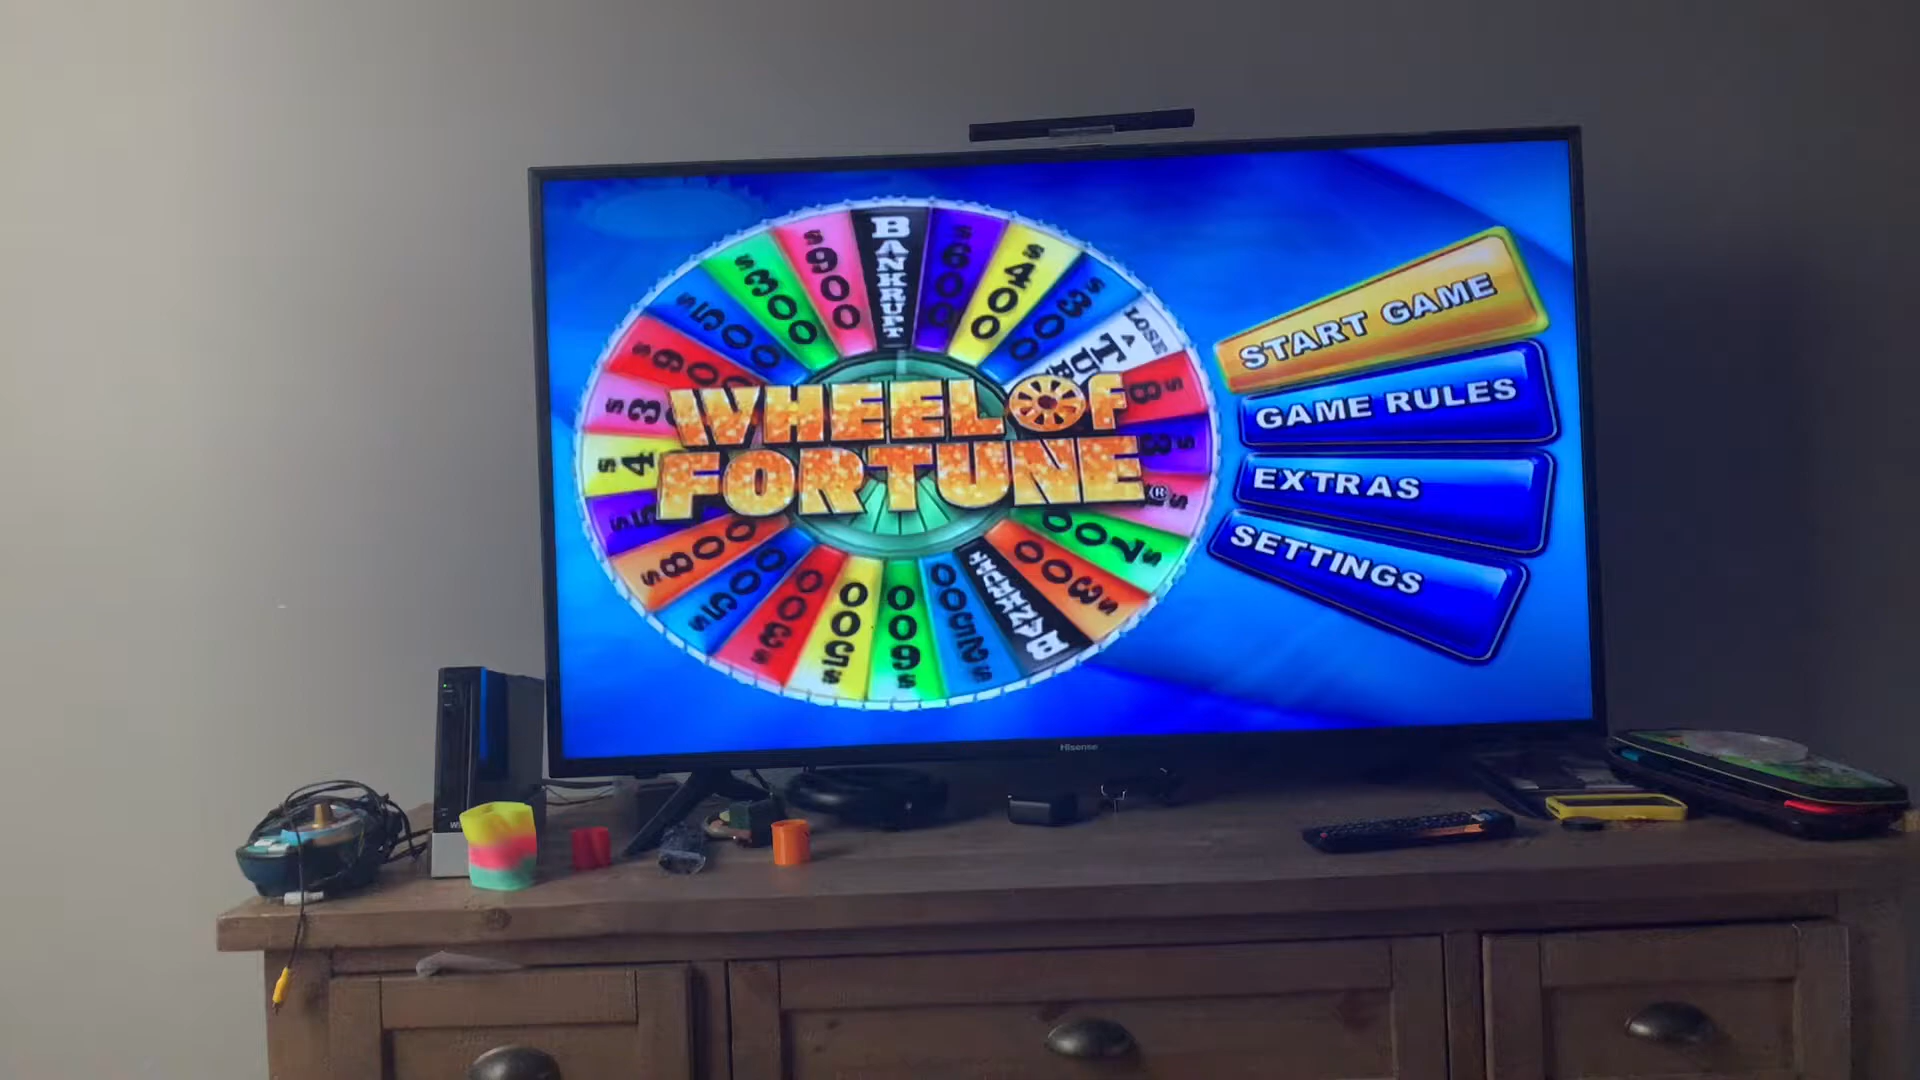 BANKRUPT
$600
$400
$300
LOSE
A
$900
$300
$500
$900
WHEEL OF
FORTUNE®
START GAME
GAME RULES
EXTRAS
SETTINGS
$800
$500
$300
$500
$600
$2500
BANKRUPT
$300
$700
Hisense